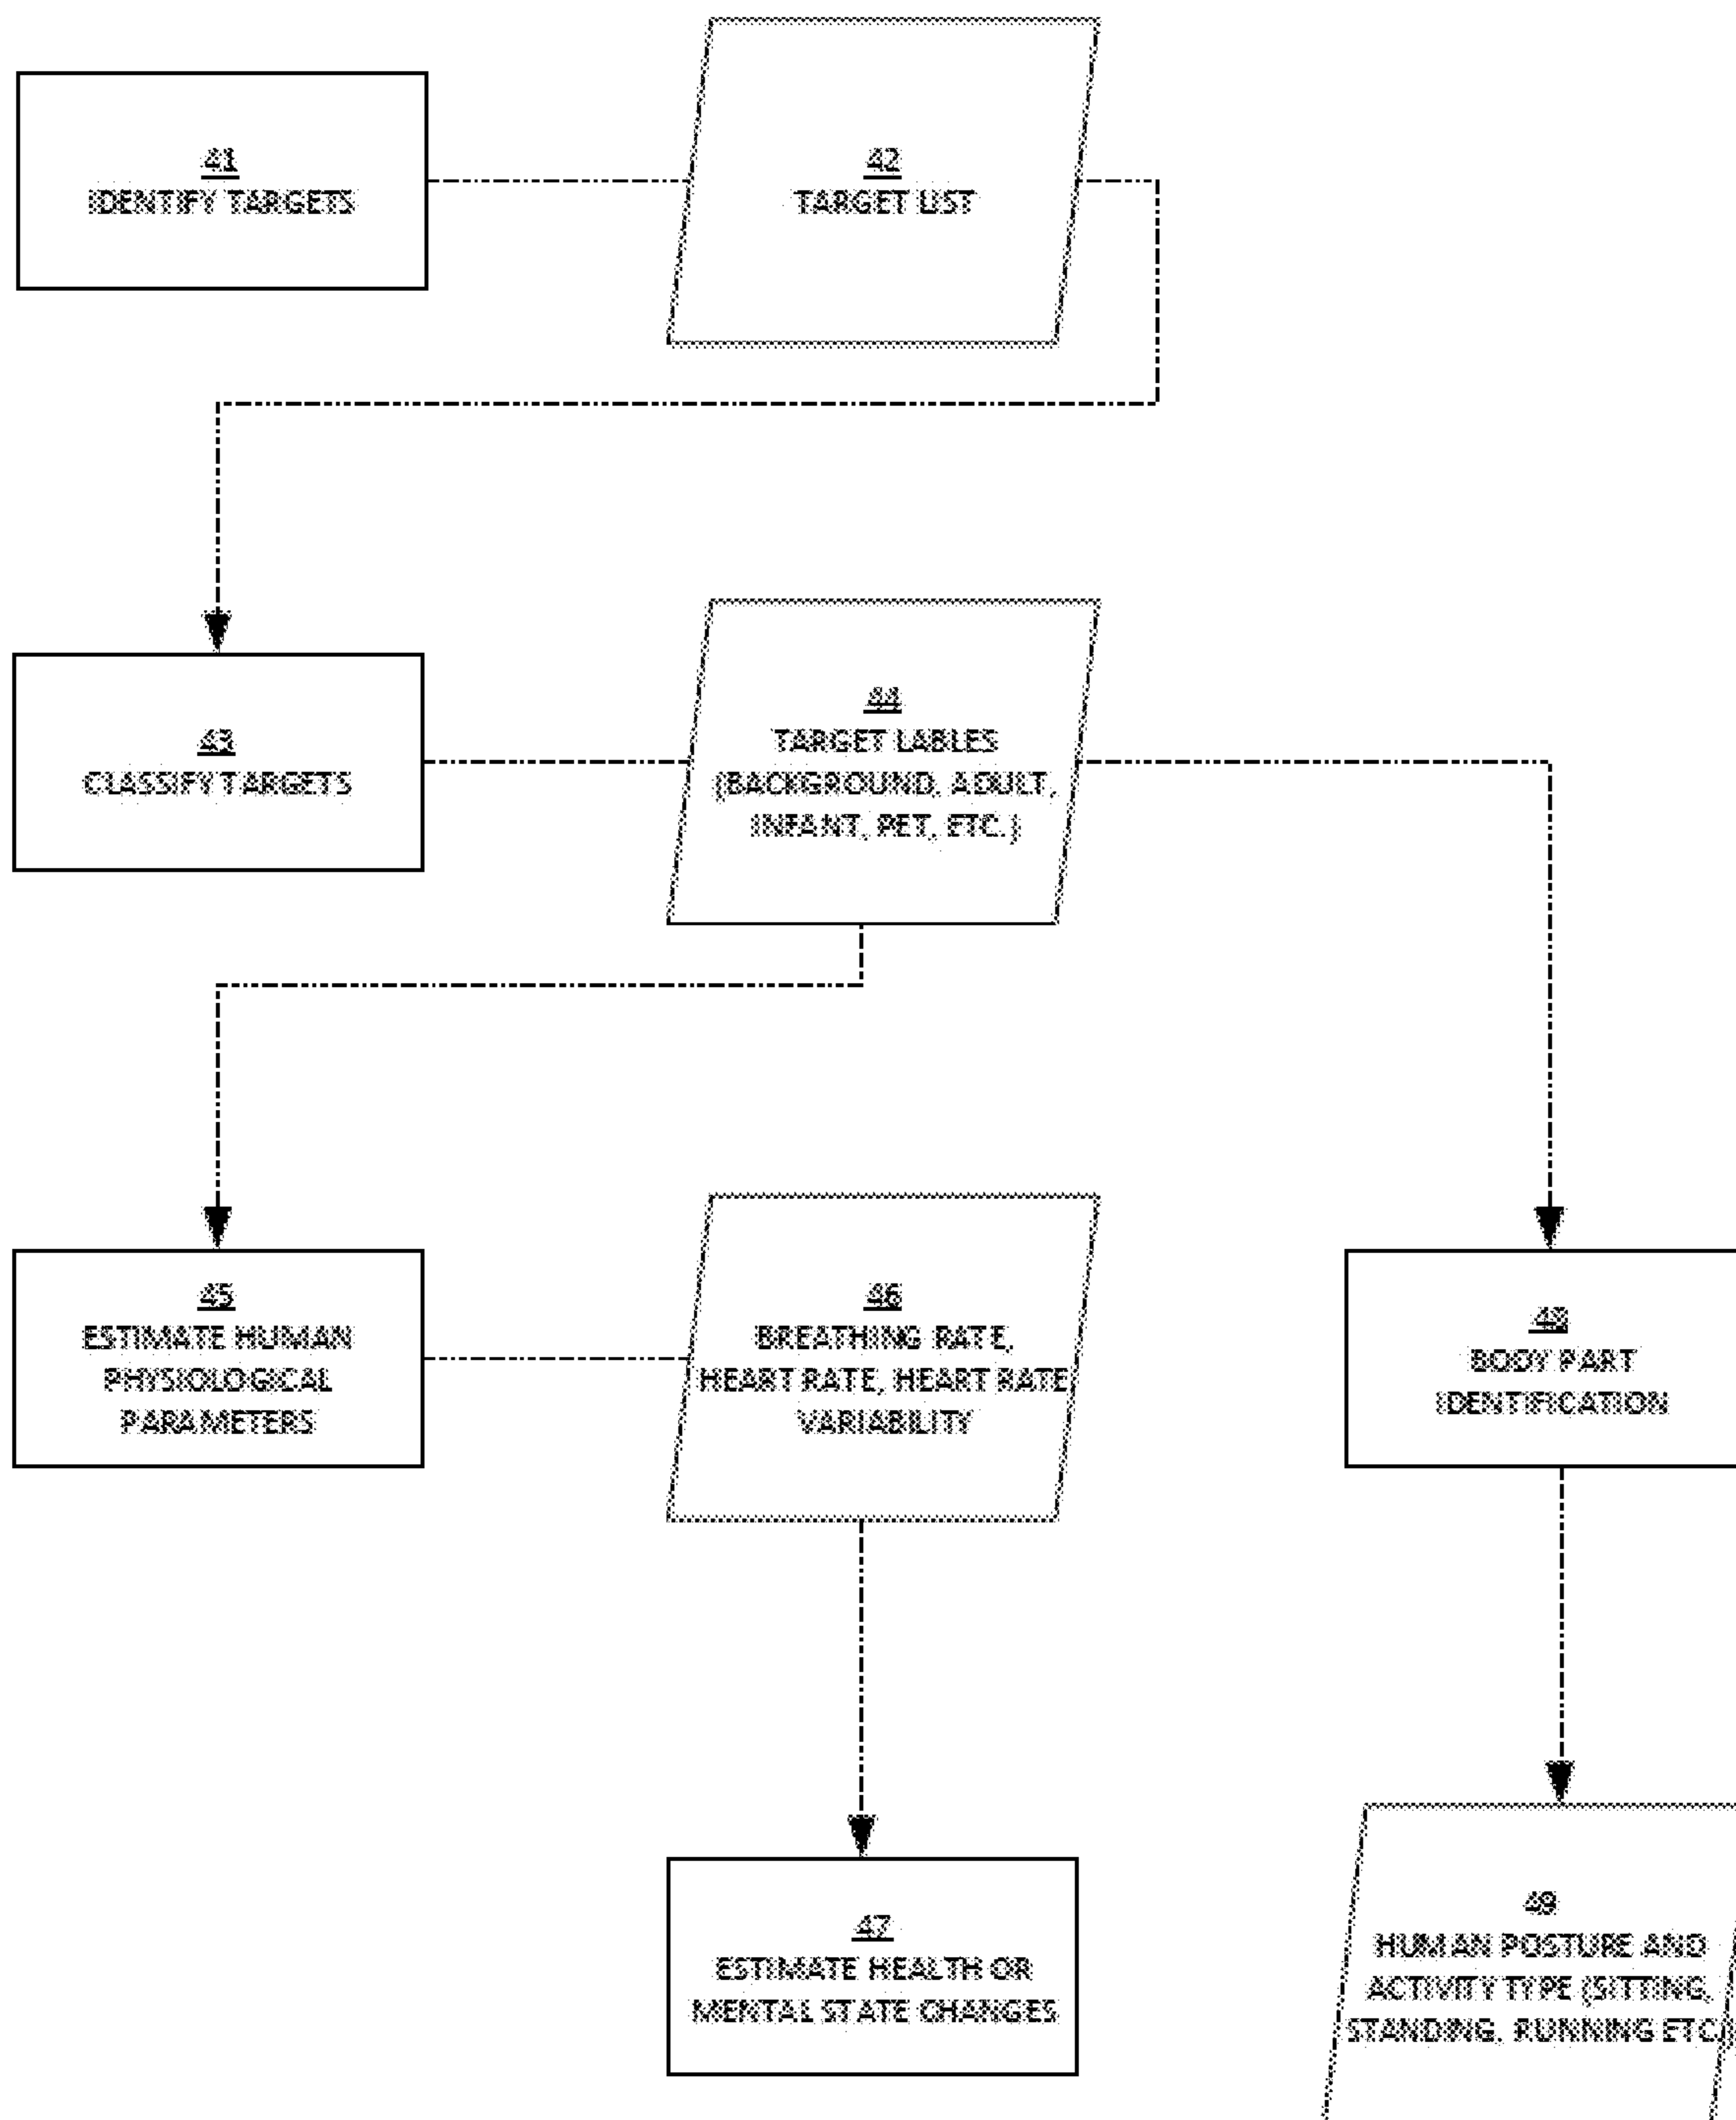 41
IDENTIFY TARGETS
42
TARGET LIST
43
CLASSIFY TARGETS
44
TARGET LABLES
(BACKGROUND, ADULT,
INFANT, PET, ETC.)
45
ESTIMATE HUMAN
PHYSIOLOGICAL
PARAMETERS
46
BREATHING RATE,
HEART RATE, HEART RATE
VARIABILITY
48
BODY PART
IDENTIFICATION
47
ESTIMATE HEALTH OR
MENTAL STATE CHANGES
49
HUMAN POSTURE AND
ACTIVITY TYPE (SITTING,
STANDING, RUNNING ETC.)